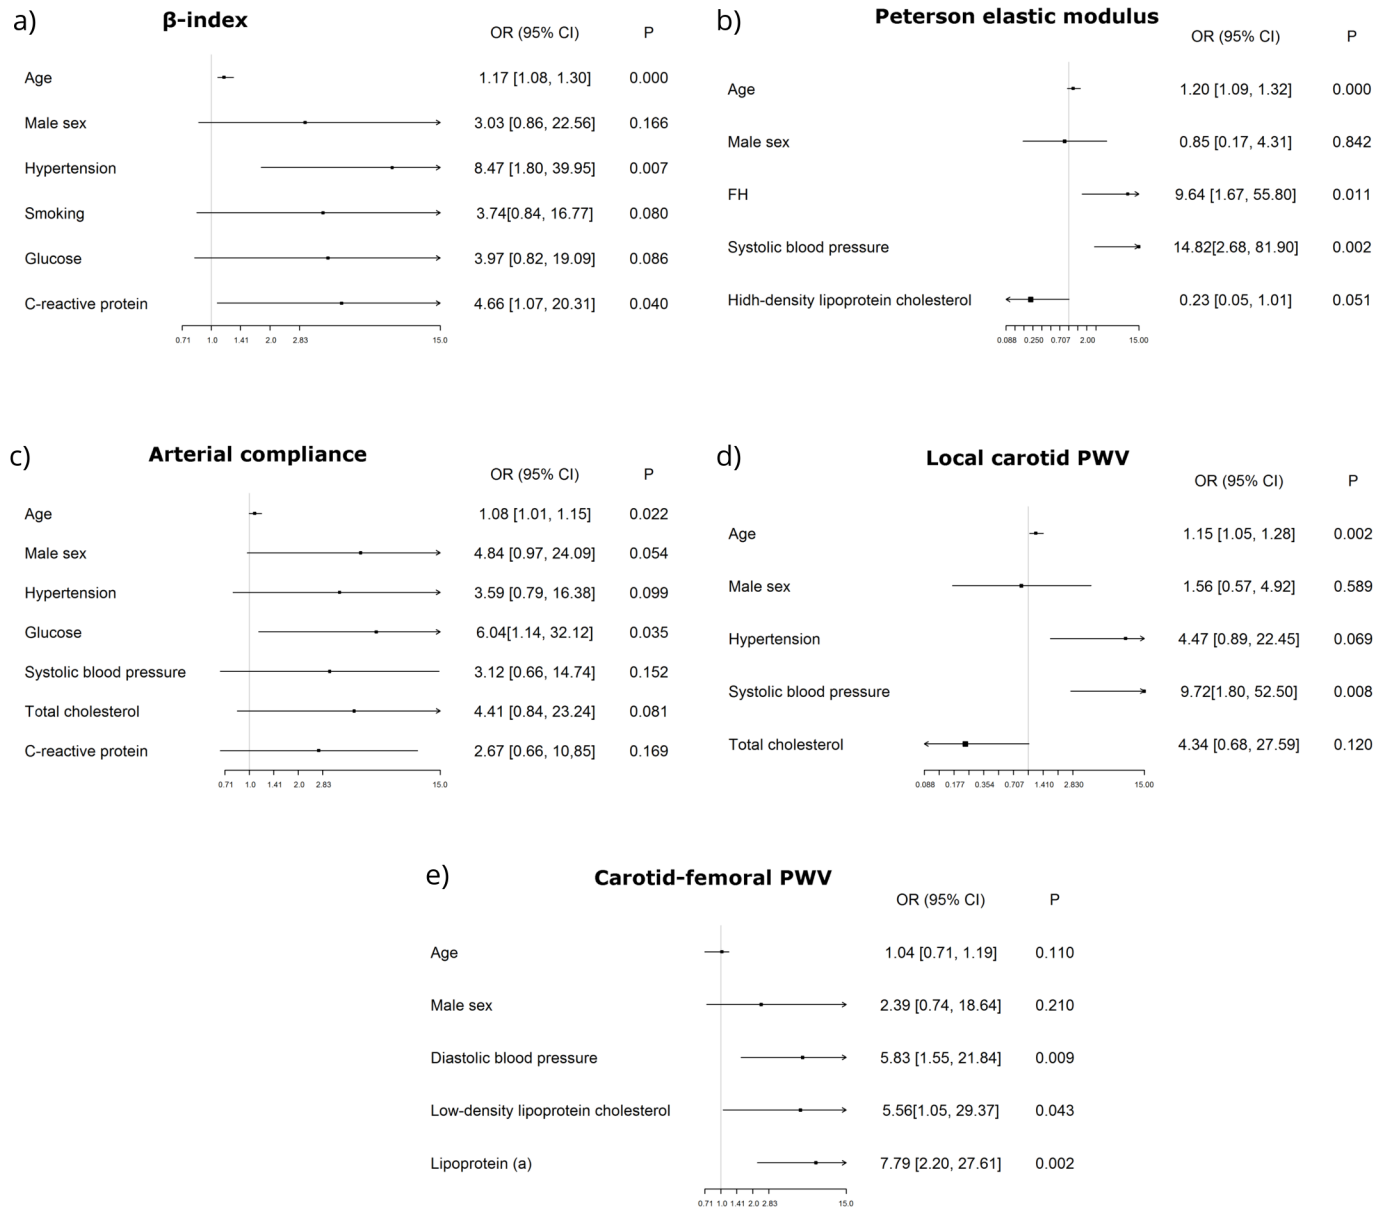 a)
β-index
OR (95% CI) P
Age 1.17 [1.08, 1.30] 0.000
Male sex 3.03 [0.86, 22.56] 0.166
Hypertension 8.47 [1.80, 39.95] 0.007
Smoking 3.74[0.84, 16.77] 0.080
Glucose 3.97 [0.82, 19.09] 0.086
C-reactive protein 4.66 [1.07, 20.31] 0.040
0.71 1.0 1.41 2.0 2.83 15.0
b)
Peterson elastic modulus
OR (95% CI) P
Age 1.20 [1.09, 1.32] 0.000
Male sex 0.85 [0.17, 4.31] 0.842
FH 9.64 [1.67, 55.80] 0.011
Systolic blood pressure 14.82[2.68, 81.90] 0.002
Hidh-density lipoprotein cholesterol 0.23 [0.05, 1.01] 0.051
0.088 0.250 0.707 2.00 15.00
c)
Arterial compliance
OR (95% CI) P
Age 1.08 [1.01, 1.15] 0.022
Male sex 4.84 [0.97, 24.09] 0.054
Hypertension 3.59 [0.79, 16.38] 0.099
Glucose 6.04[1.14, 32.12] 0.035
Systolic blood pressure 3.12 [0.66, 14.74] 0.152
Total cholesterol 4.41 [0.84, 23.24] 0.081
C-reactive protein 2.67 [0.66, 10,85] 0.169
0.71 1.0 1.41 2.0 2.83 15.0
d)
Local carotid PWV
OR (95% CI) P
Age 1.15 [1.05, 1.28] 0.002
Male sex 1.56 [0.57, 4.92] 0.589
Hypertension 4.47 [0.89, 22.45] 0.069
Systolic blood pressure 9.72[1.80, 52.50] 0.008
Total cholesterol 4.34 [0.68, 27.59] 0.120
0.088 0.177 0.354 0.707 1.410 2.830 15.00
e)
Carotid-femoral PWV
OR (95% CI) P
Age 1.04 [0.71, 1.19] 0.110
Male sex 2.39 [0.74, 18.64] 0.210
Diastolic blood pressure 5.83 [1.55, 21.84] 0.009
Low-density lipoprotein cholesterol 5.56[1.05, 29.37] 0.043
Lipoprotein (a) 7.79 [2.20, 27.61] 0.002
0.71 1.0 1.41 2.0 2.83 15.0